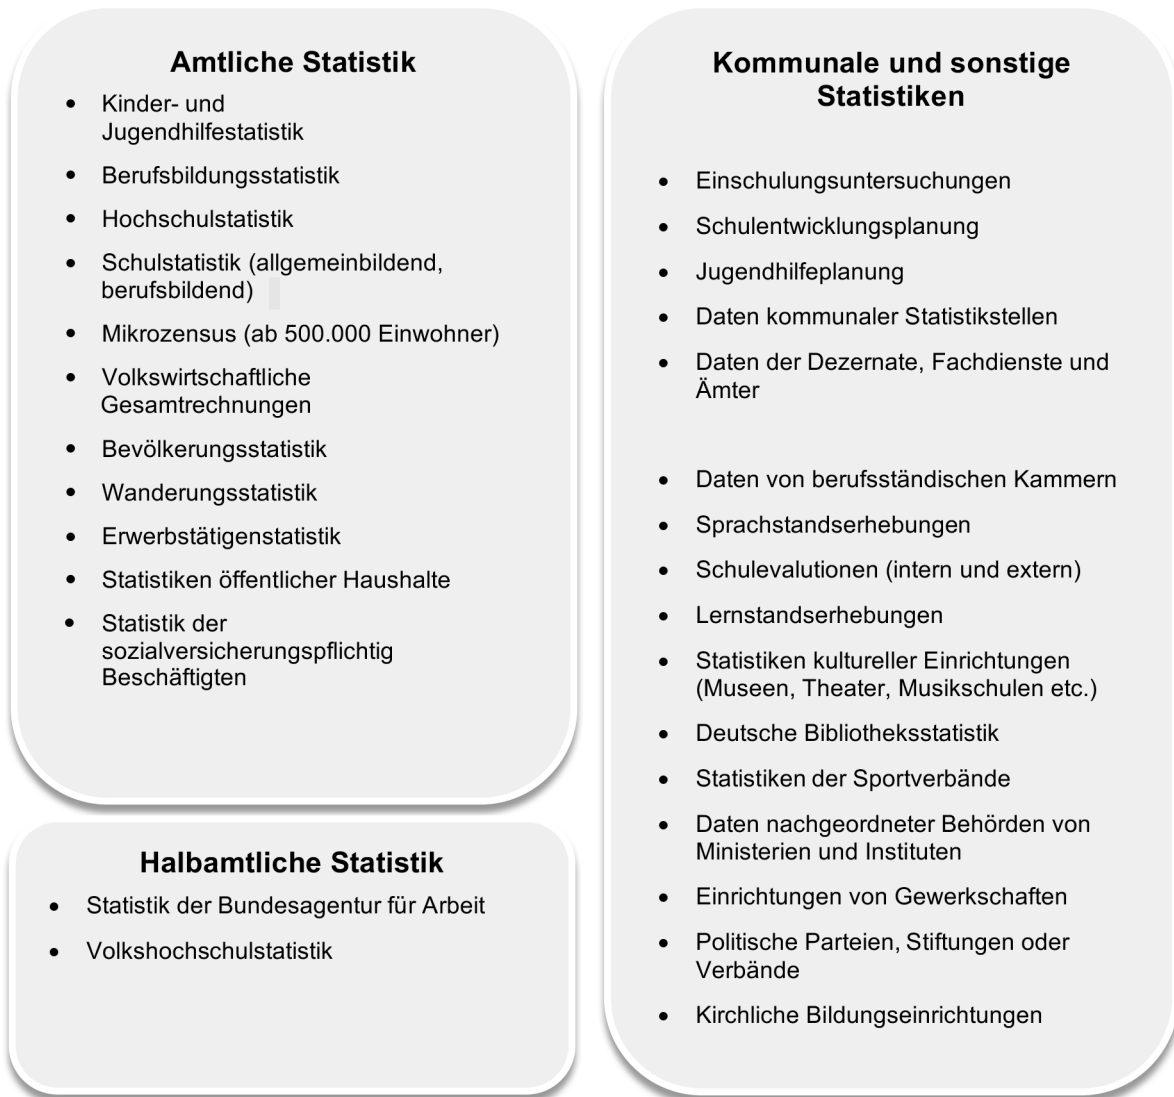 Amtliche Statistik
• Kinder- und
Jugendhilfestatistik
• Berufsbildungsstatistik
• Hochschulstatistik
• Schulstatistik (allgemeinbildend,
berufsbildend)
• Mikrozensus (ab 500.000 Einwohner)
• Volkswirtschaftliche
Gesamtrechnungen
• Bevölkerungsstatistik
• Wanderungsstatistik
• Erwerbstätigenstatistik
• Statistiken öffentlicher Haushalte
• Statistik der
sozialversicherungspflichtig
Beschäftigten
Halbamtliche Statistik
• Statistik der Bundesagentur für Arbeit
• Volkshochschulstatistik
Kommunale und sonstige
Statistiken
• Einschulungsuntersuchungen
• Schulentwicklungsplanung
• Jugendhilfeplanung
• Daten kommunaler Statistikstellen
• Daten der Dezernate, Fachdienste und
Ämter
• Daten von berufsständischen Kammern
• Sprachstandserhebungen
• Schulevalutionen (intern und extern)
• Lernstandserhebungen
• Statistiken kultureller Einrichtungen
(Museen, Theater, Musikschulen etc.)
• Deutsche Bibliotheksstatistik
• Statistiken der Sportverbände
• Daten nachgeordneter Behörden von
Ministerien und Instituten
• Einrichtungen von Gewerkschaften
• Politische Parteien, Stiftungen oder
Verbände
• Kirchliche Bildungseinrichtungen